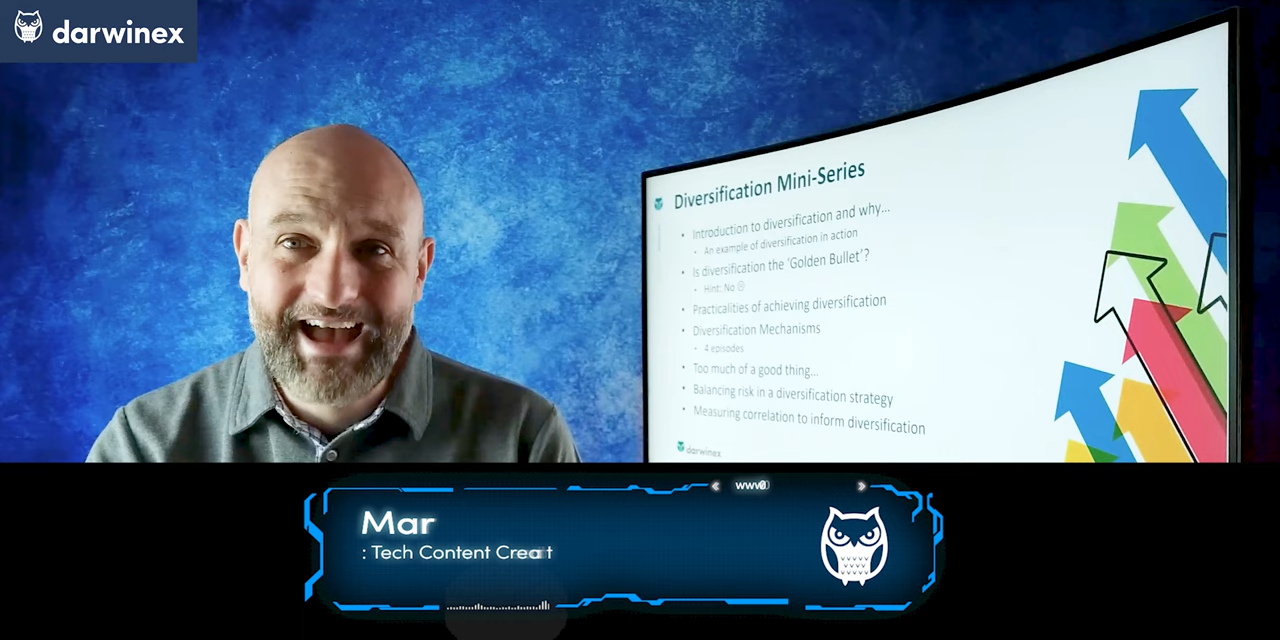 darwinex
Diversification Mini-Series
• Introduction to diversification and why...
• An example of diversification in action
• Is diversification the 'Golden Bullet'?
• Hint: No ☹
• Practicalities of achieving diversification
• Diversification Mechanisms
• 4 episodes
• Too much of a good thing...
• Balancing risk in a diversification strategy
• Measuring correlation to inform diversification
darwinex
Mar
: Tech Content Creat